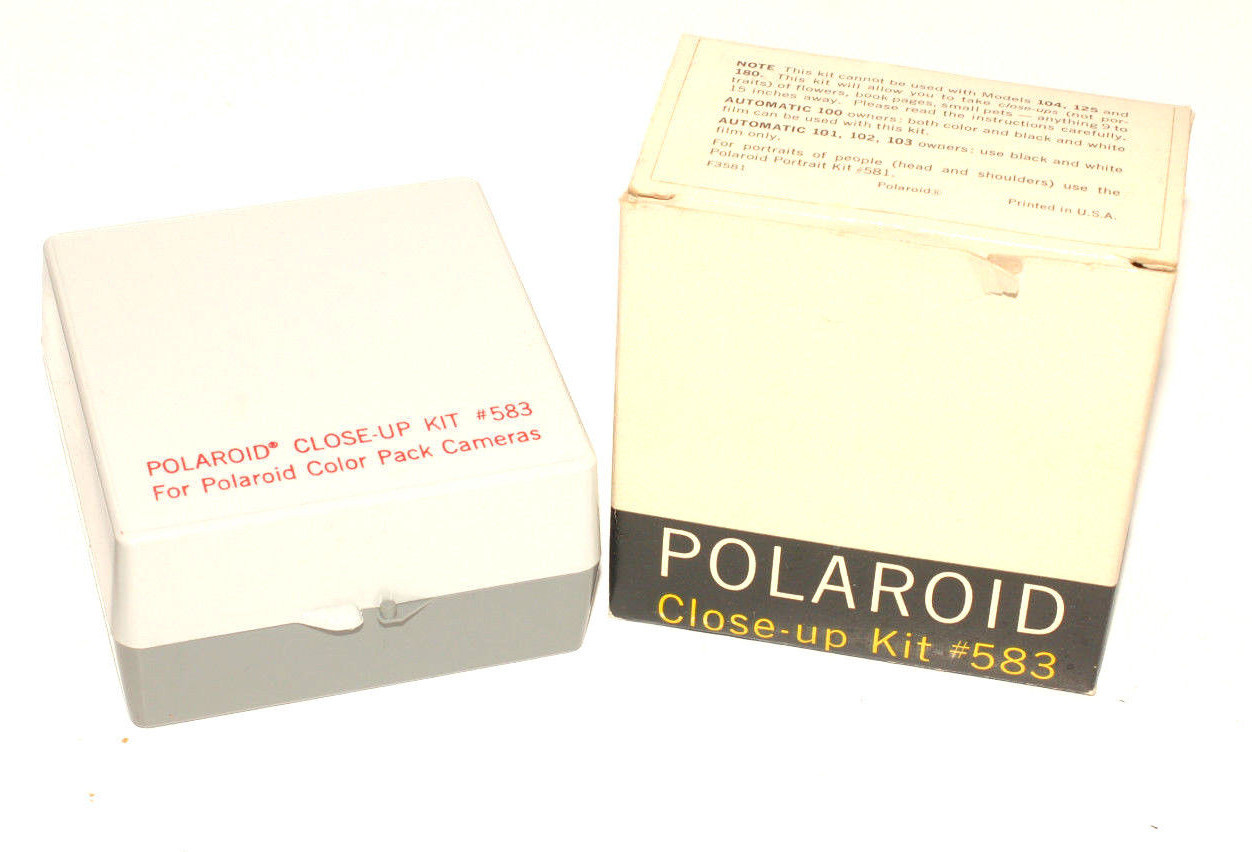 POLAROID® CLOSE-UP KIT #583
For Polaroid Color Pack Cameras
NOTE This kit cannot be used with Models 104, 125 and
180. This kit will allow you to take close-ups (not por-
traits) of flowers, book pages, small pets — anything 9 to
15 inches away. Please read the instructions carefully.
AUTOMATIC 100 owners: both color and black and white
film can be used with this kit.
AUTOMATIC 101, 102, 103 owners: use black and white
film only.
For portraits of people (head and shoulders) use the
Polaroid Portrait Kit #581.
F3581
Polaroid®
Printed in U.S.A.
POLAROID
Close-up Kit #583